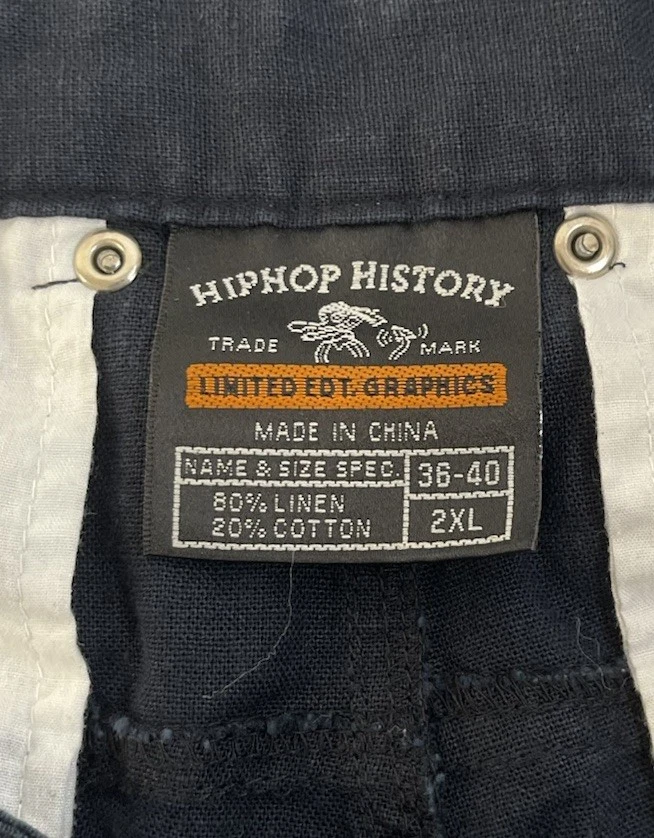 HIPHOP HISTORY
TRADE MARK
LIMITED EDT. GRAPHICS
MADE IN CHINA
NAME & SIZE SPEC. 36-40
80% LINEN
20% COTTON 2XL